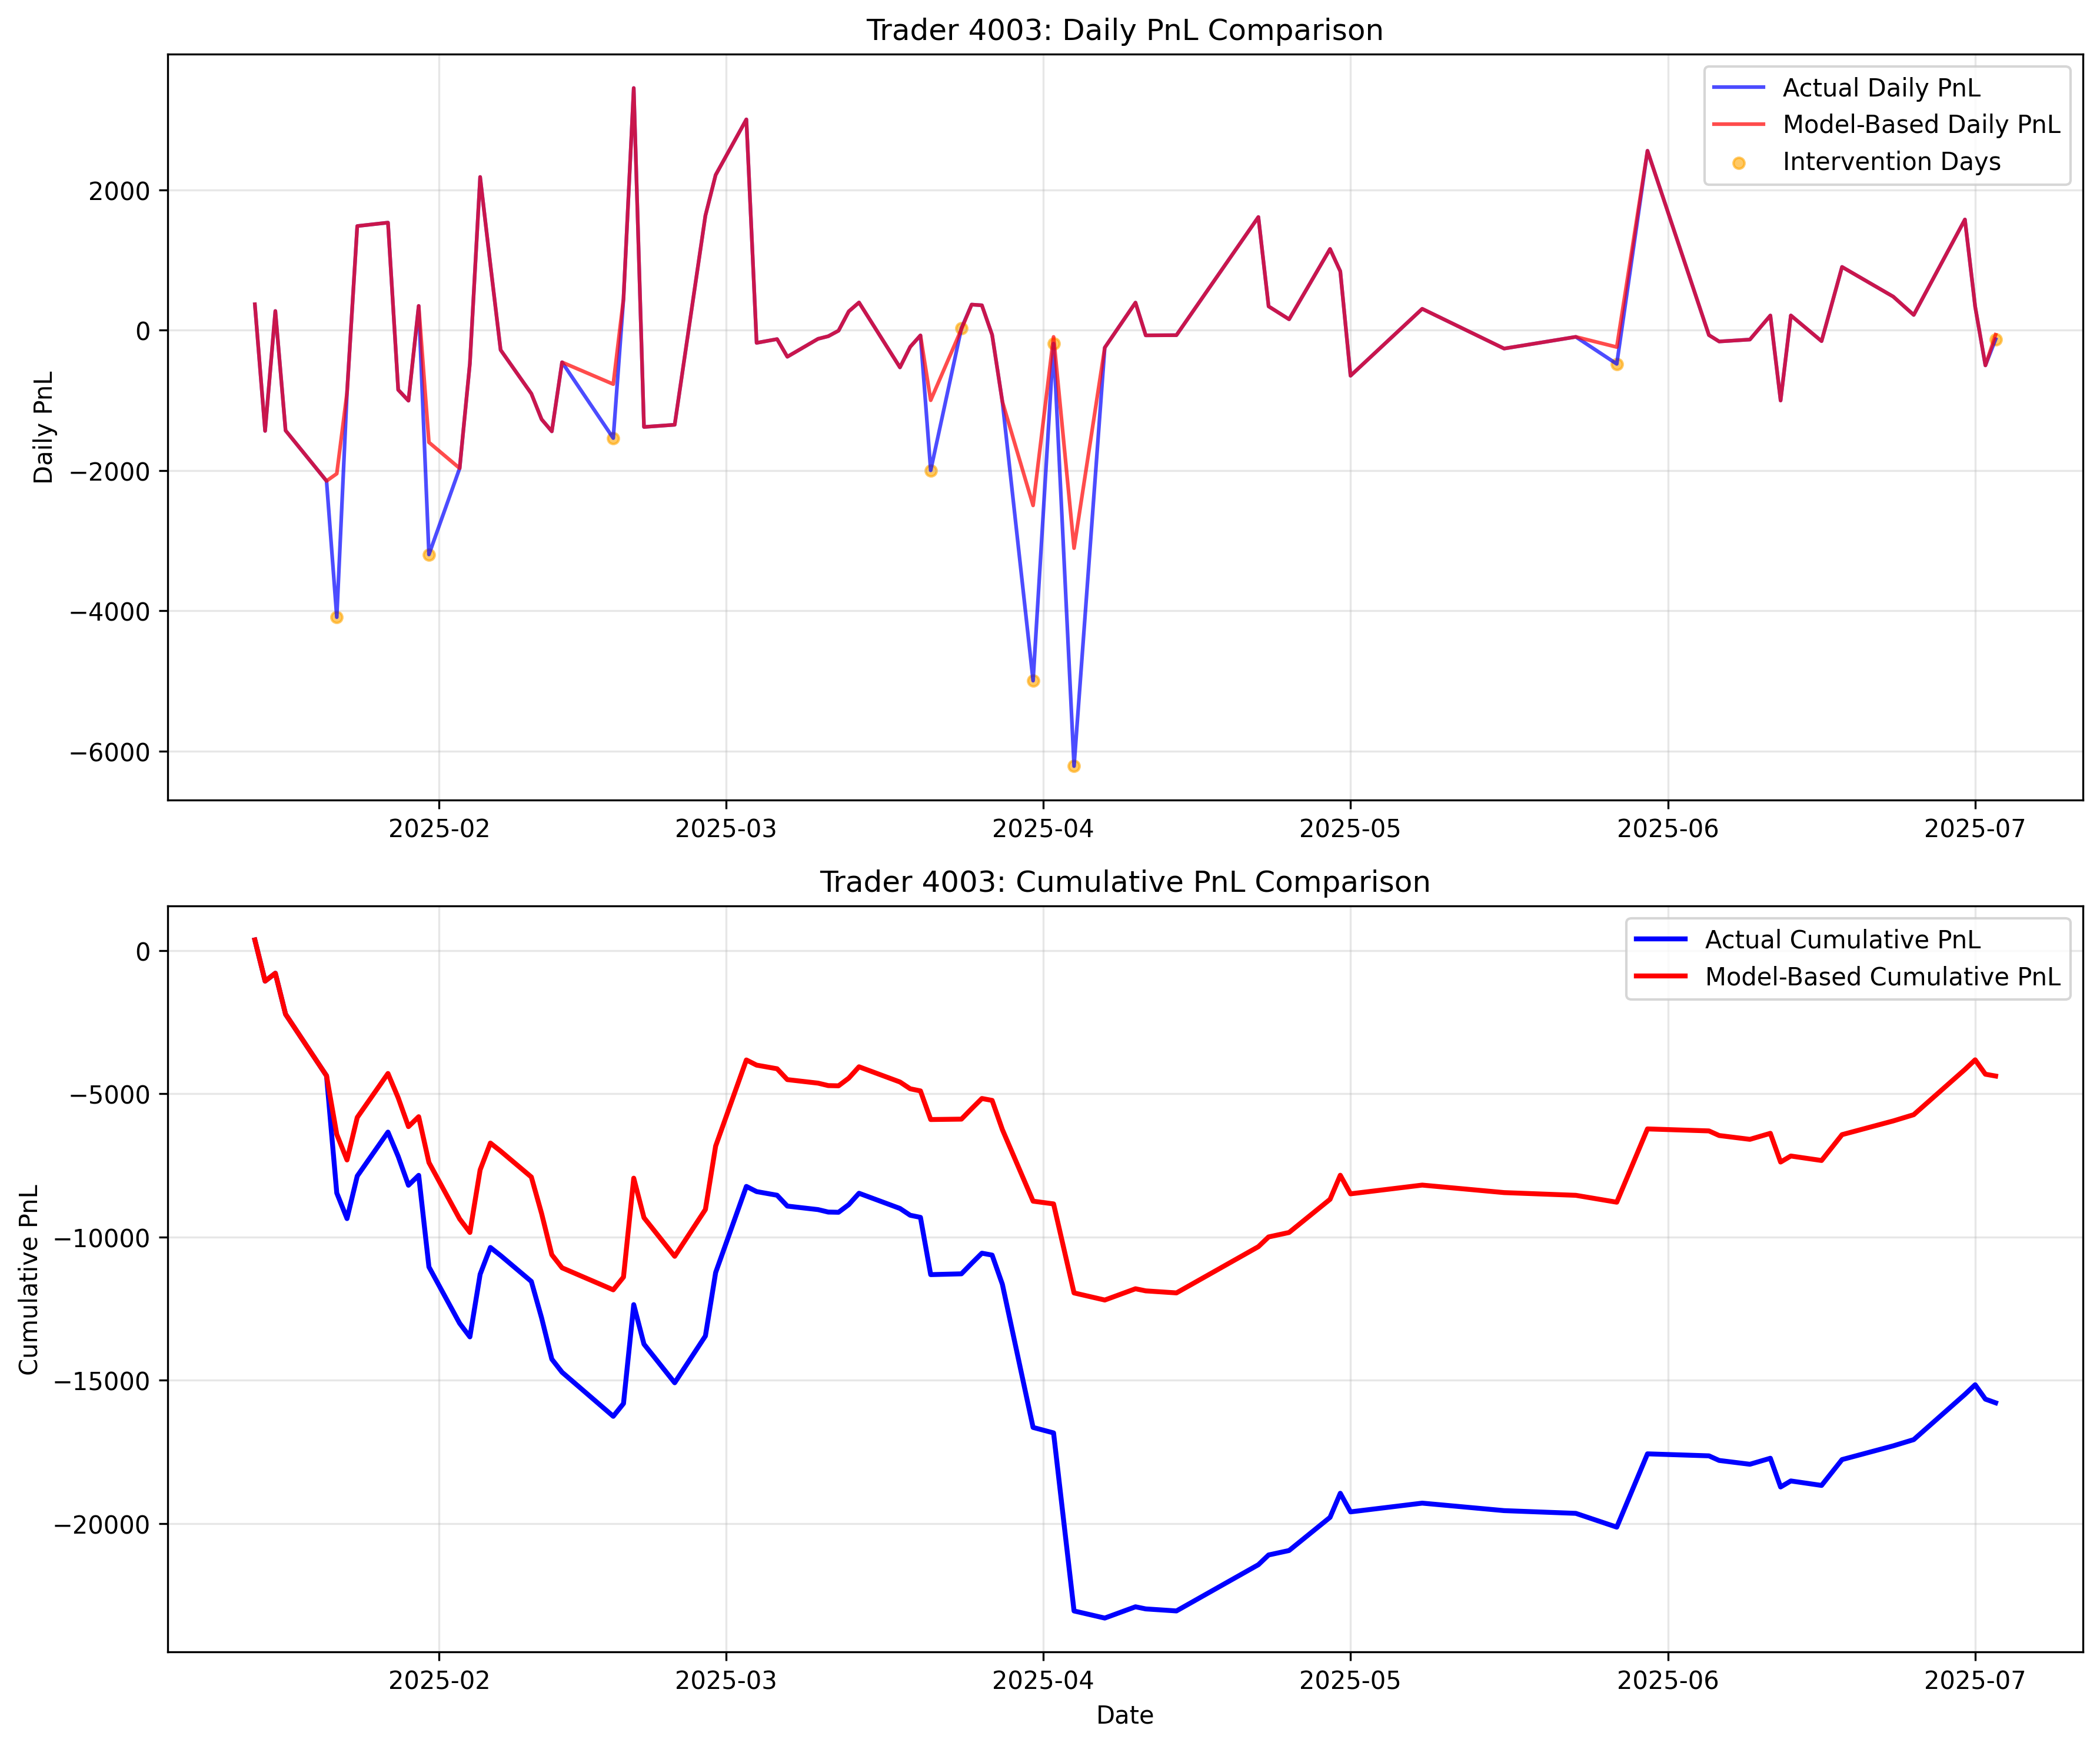 Trader 4003: Daily PnL Comparison
Actual Daily PnL
Model-Based Daily PnL
Intervention Days
Daily PnL
2000
0
−2000
−4000
−6000
2025-02 2025-03 2025-04 2025-05 2025-06 2025-07
Trader 4003: Cumulative PnL Comparison
Actual Cumulative PnL
Model-Based Cumulative PnL
Cumulative PnL
0
−5000
−10000
−15000
−20000
2025-02 2025-03 2025-04 2025-05 2025-06 2025-07
Date